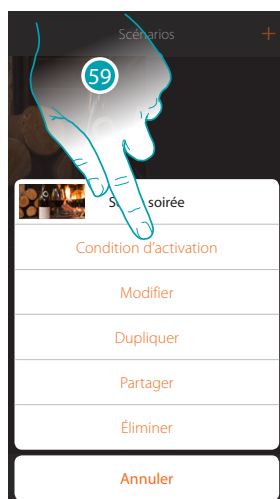 Scénarios +
59
soirée
Condition d'activation
Modifier
Dupliquer
Partager
Éliminer
Annuler